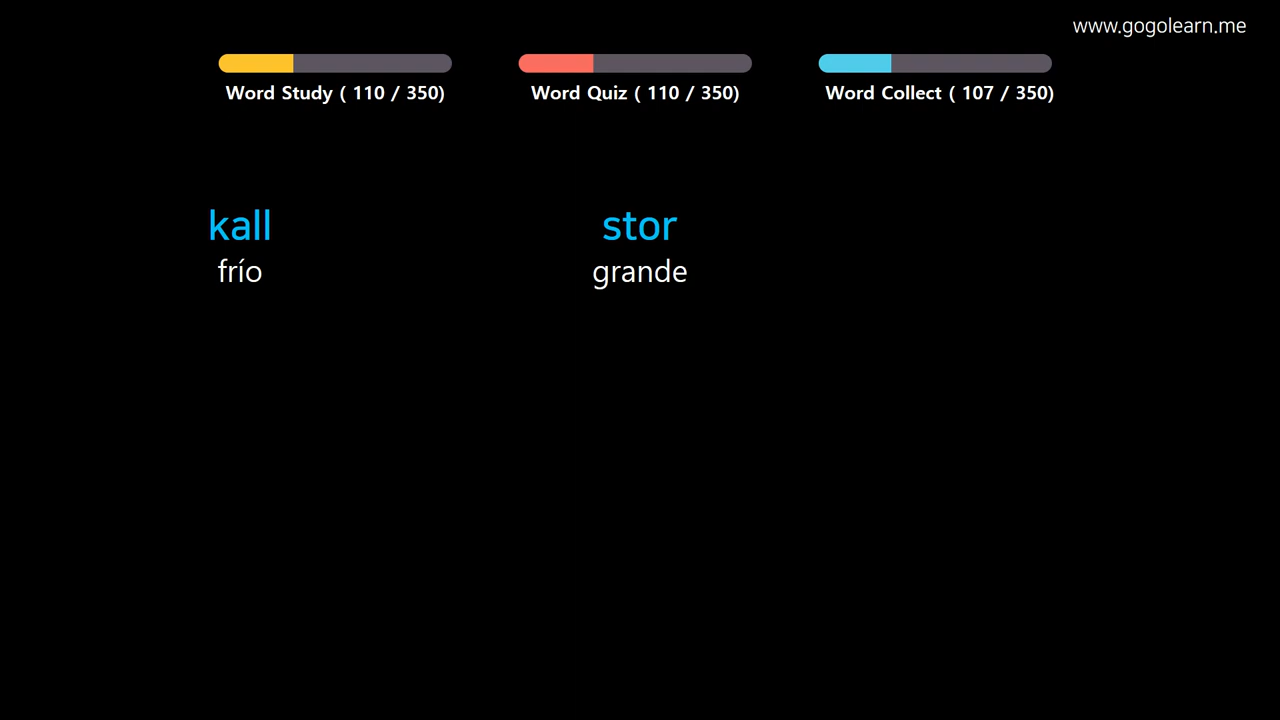 www.gogolearn.me
Word Study ( 110 / 350)
Word Quiz ( 110 / 350)
Word Collect ( 107 / 350)
kall
frío
stor
grande